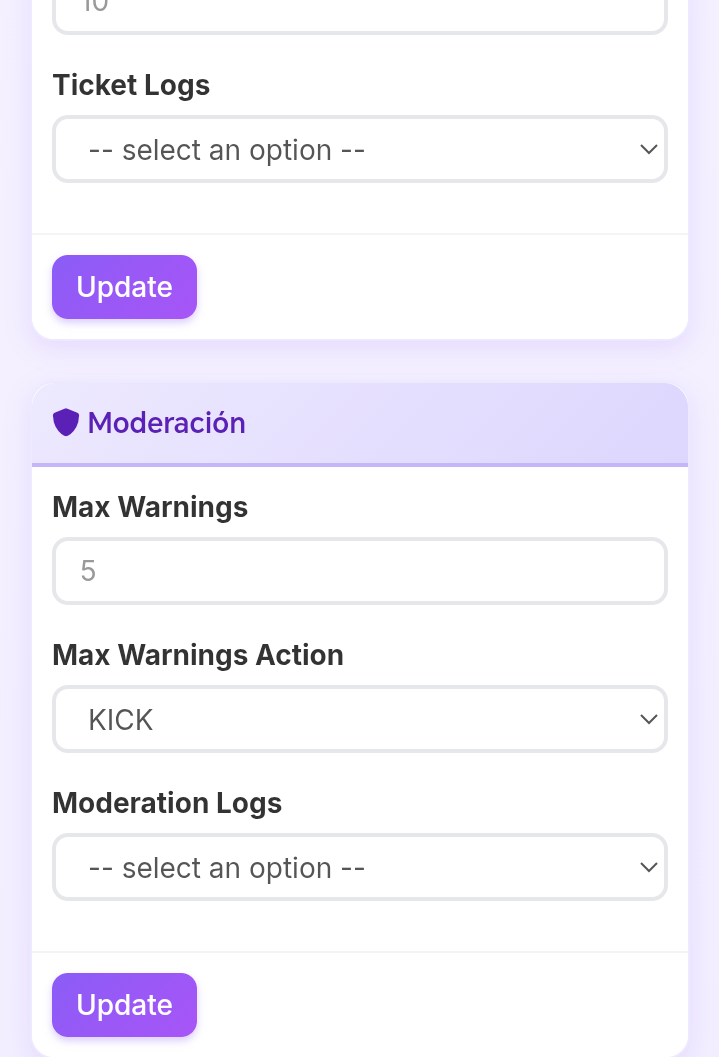 10
Ticket Logs
-- select an option --
Update
Moderación
Max Warnings
5
Max Warnings Action
KICK
Moderation Logs
-- select an option --
Update